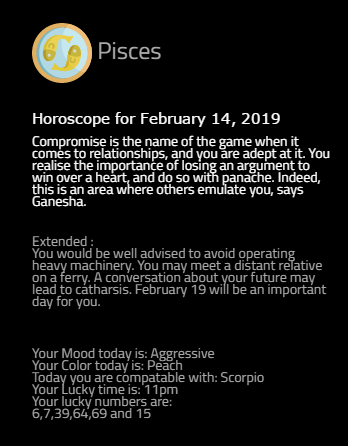 Pisces
Horoscope for February 14, 2019
Compromise is the name of the game when it
comes to relationships, and you are adept at it. You
realise the importance of losing an argument to
win over a heart, and do so with panache. Indeed,
this is an area where others emulate you, says
Ganesha.
Extended :
You would be well advised to avoid operating
heavy machinery. You may meet a distant relative
on a ferry. A conversation about your future may
lead to catharsis. February 19 will be an important
day for you.
Your Mood today is: Aggressive
Your Color today is: Peach
Today you are compatable with: Scorpio
Your Lucky time is: 11pm
Your lucky numbers are:
6,7,39,64,69 and 15